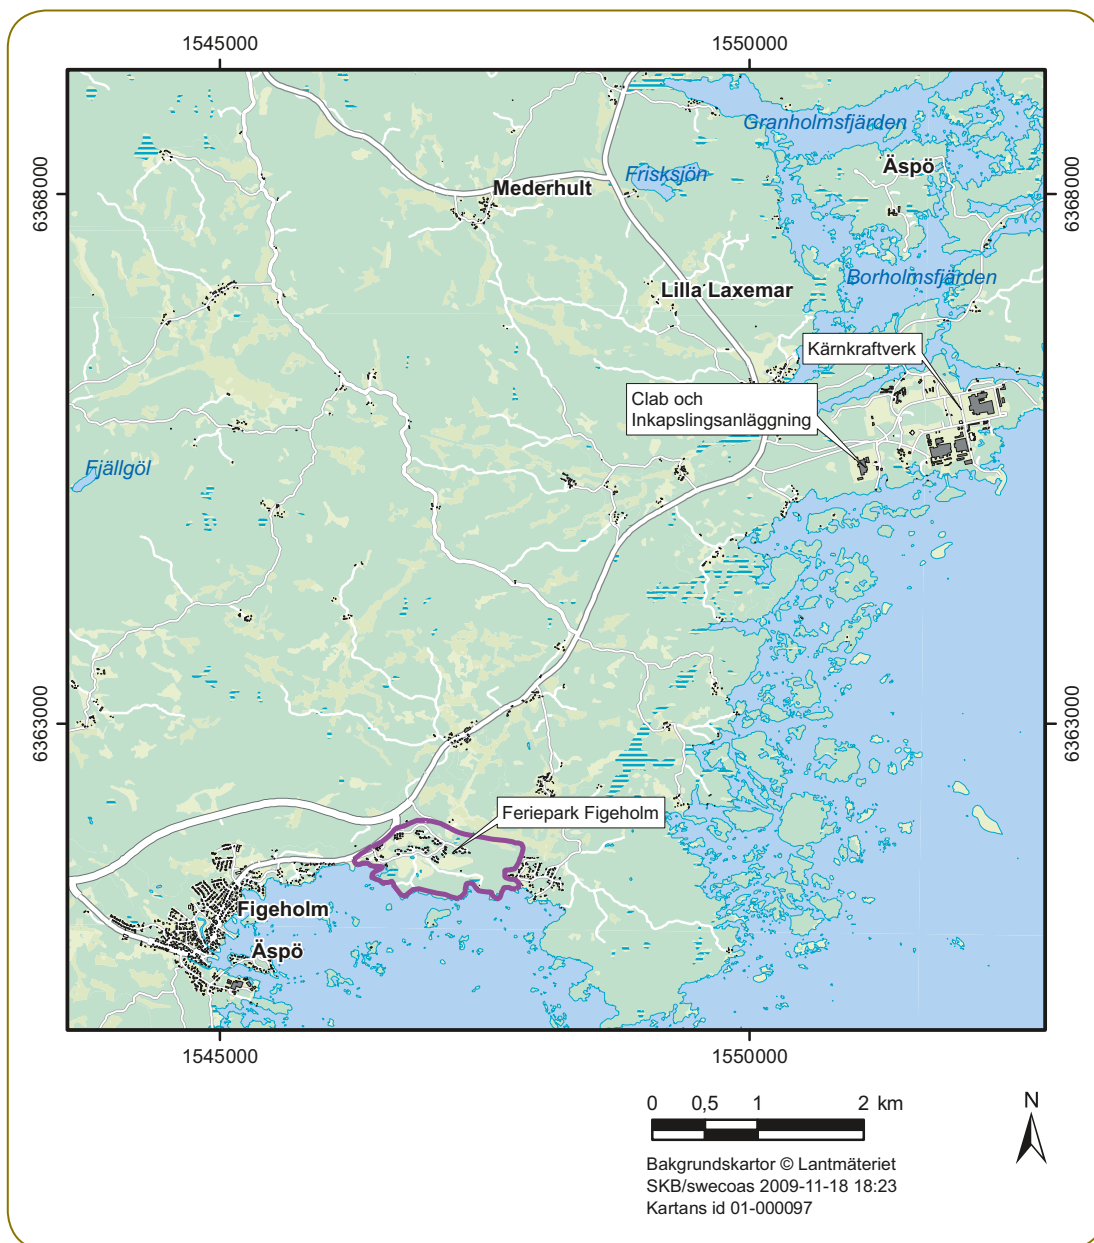 1545000
1550000
Granholmsfjärden
Äspö
Frisksjön
Mederhult
6368000
6368000
Borholmsfjärden
Lilla Laxemar
Kärnkraftverk
Clab och
Inkapslingsanläggning
Fjällgöl
6363000
6363000
Feriepark Figeholm
Figeholm
Äspö
1545000
1550000
0 0,5 1 2 km
N
Bakgrundskartor © Lantmäteriet
SKB/swecoas 2009-11-18 18:23
Kartans id 01-000097